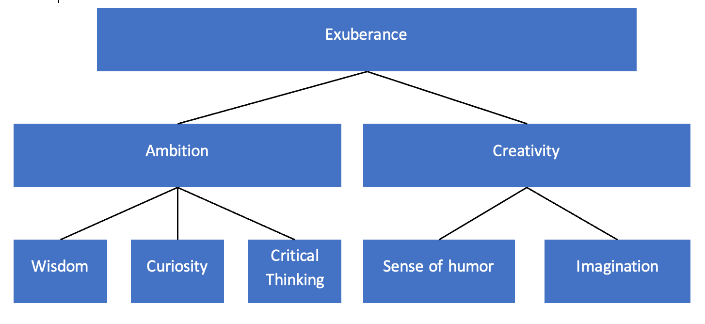 Exuberance
Ambition
Creativity
Wisdom
Curiosity
Critical
Thinking
Sense of humor
Imagination